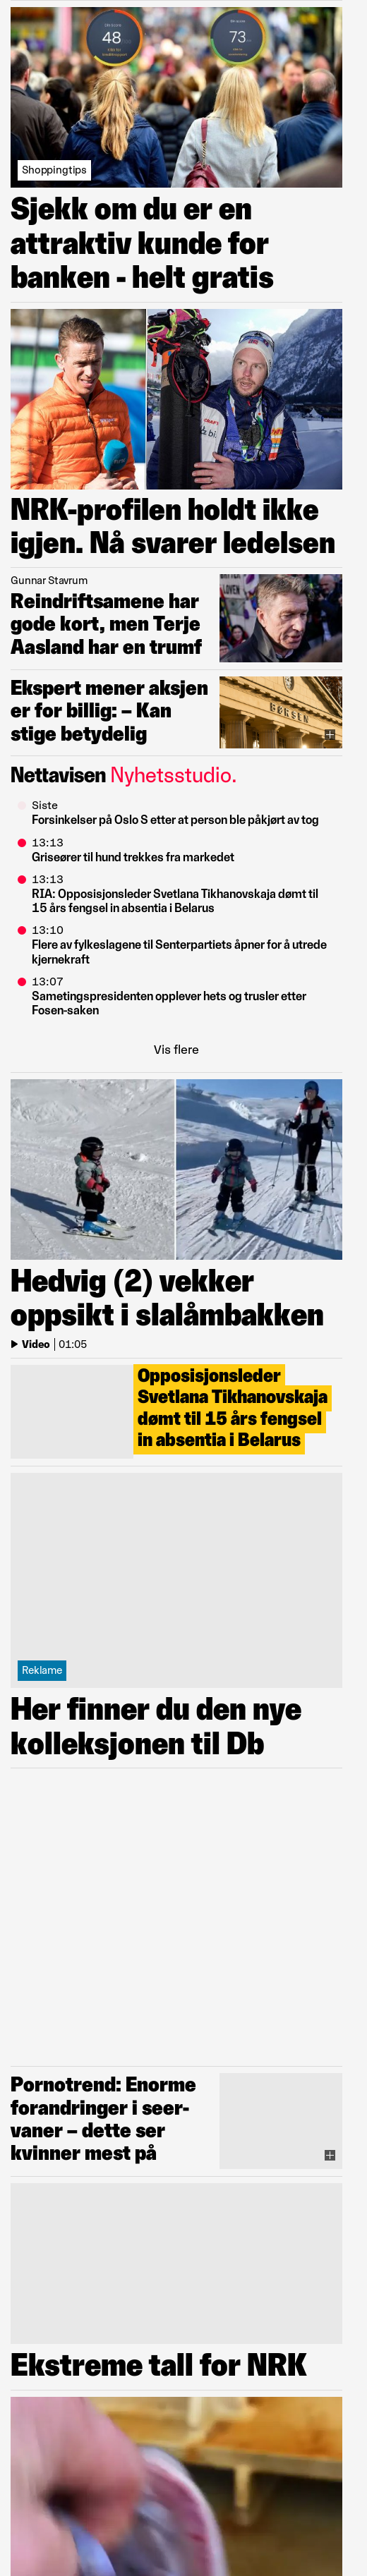 48
73
Shoppingtips
Sjekk om du er en
attraktiv kunde for
banken - helt gratis
NRK-profilen holdt ikke
igjen. Nå svarer ledelsen
Gunnar Stavrum
Reindriftsamene har
gode kort, men Terje
Aasland har en trumf
Ekspert mener aksjen
er for billig: – Kan
stige betydelig
BØRSEN
Nettavisen Nyhetsstudio.
Siste
Forsinkelser på Oslo S etter at person ble påkjørt av tog
13:13
Griseører til hund trekkes fra markedet
13:13
RIA: Opposisjonsleder Svetlana Tikhanovskaja dømt til
15 års fengsel in absentia i Belarus
13:10
Flere av fylkeslagene til Senterpartiets åpner for å utrede
kjernekraft
13:07
Sametingspresidenten opplever hets og trusler etter
Fosen-saken
Vis flere
Hedvig (2) vekker
oppsikt i slalåmbakken
Video | 01:05
Opposisjonsleder
Svetlana Tikhanovskaja
dømt til 15 års fengsel
in absentia i Belarus
Reklame
Her finner du den nye
kolleksjonen til Db
Pornotrend: Enorme
forandringer i seer-
vaner – dette ser
kvinner mest på
Ekstreme tall for NRK